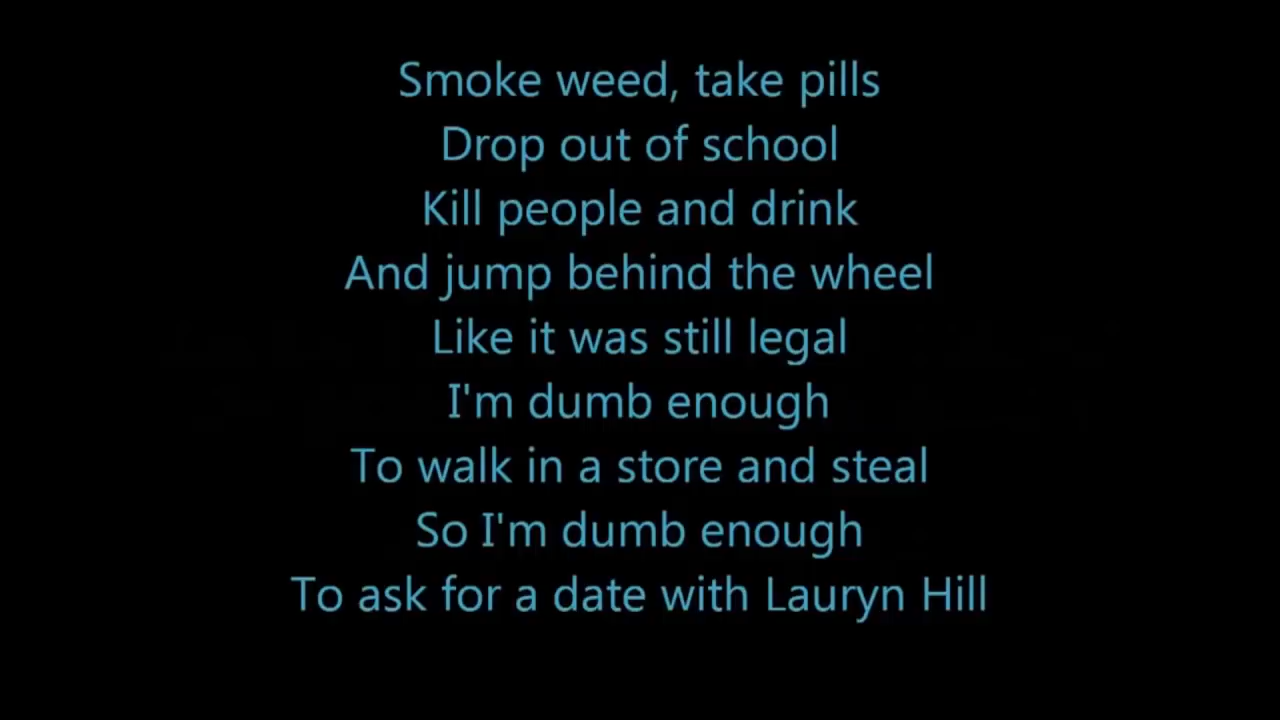 Smoke weed, take pills
Drop out of school
Kill people and drink
And jump behind the wheel
Like it was still legal
I'm dumb enough
To walk in a store and steal
So I'm dumb enough
To ask for a date with Lauryn Hill